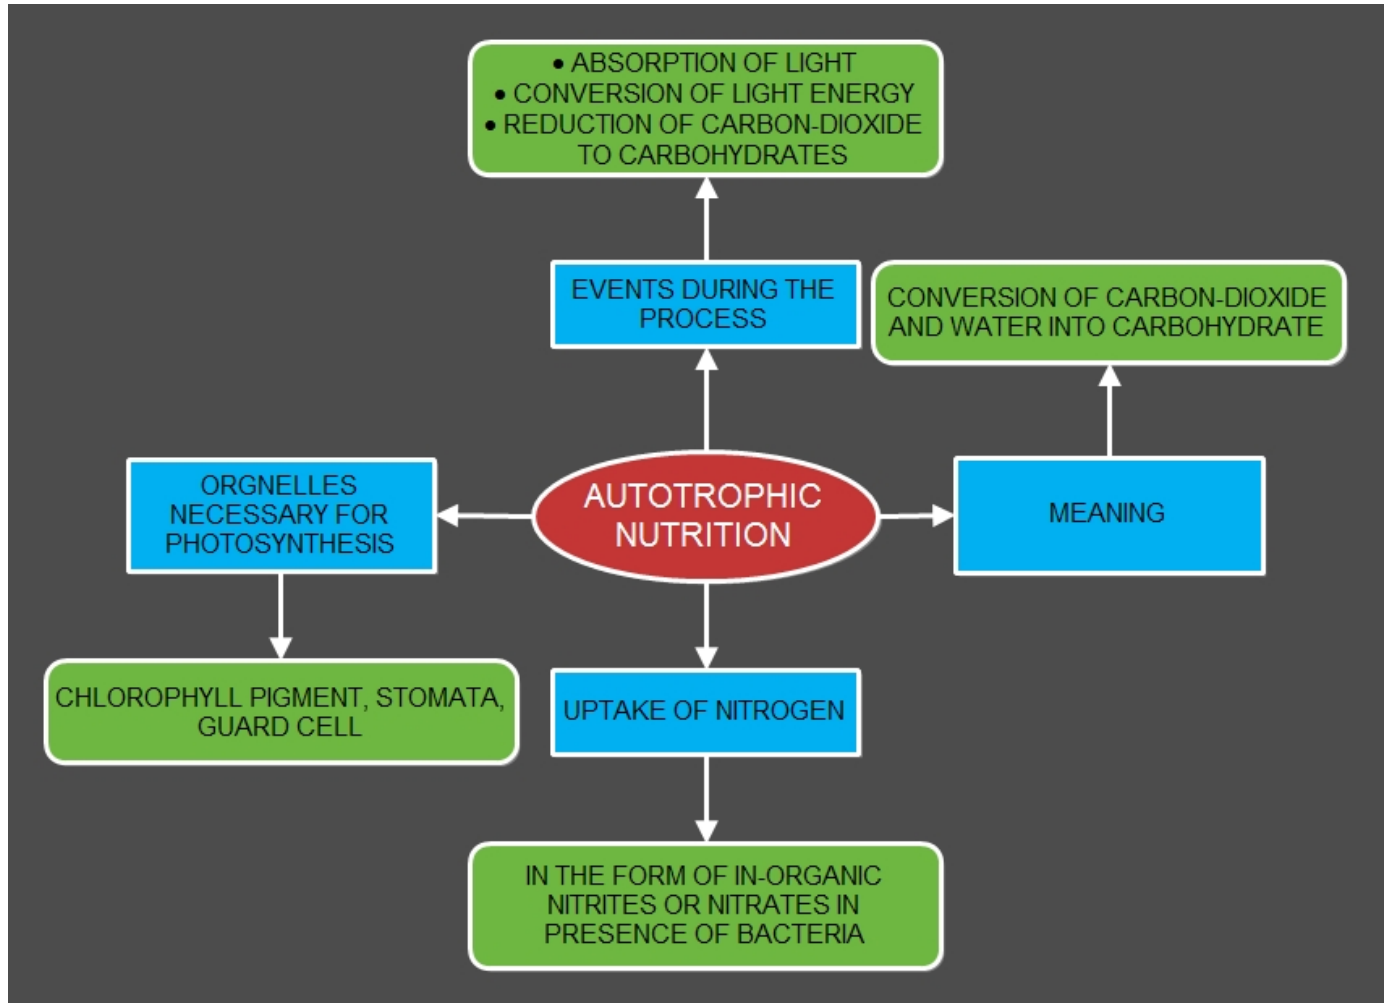 • ABSORPTION OF LIGHT
• CONVERSION OF LIGHT ENERGY
• REDUCTION OF CARBON-DIOXIDE
TO CARBOHYDRATES
EVENTS DURING THE
PROCESS
CONVERSION OF CARBON-DIOXIDE
AND WATER INTO CARBOHYDRATE
ORGNELLES
NECESSARY FOR
PHOTOSYNTHESIS
AUTOTROPHIC
NUTRITION
MEANING
CHLOROPHYLL PIGMENT, STOMATA,
GUARD CELL
UPTAKE OF NITROGEN
IN THE FORM OF IN-ORGANIC
NITRITES OR NITRATES IN
PRESENCE OF BACTERIA